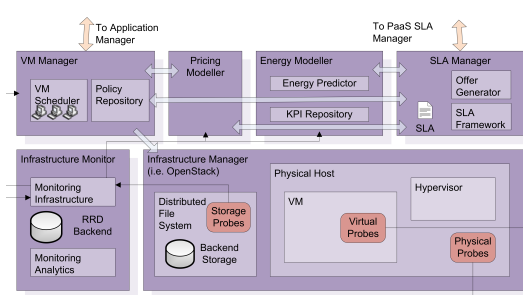 To Application
Manager
To PaaS SLA
Manager
VM Manager
VM
Scheduler
Policy
Repository
Pricing
Modeller
Energy Modeller
Energy Predictor
KPI Repository
SLA Manager
Offer
Generator
SLA
SLA
Framework
Infrastructure Monitor
Monitoring
Infrastructure
RRD
Backend
Monitoring
Analytics
Infrastructure Manager
(i.e. OpenStack)
Distributed
File
System
Storage
Probes
Backend
Storage
Physical Host
VM
Virtual
Probes
Hypervisor
Physical
Probes